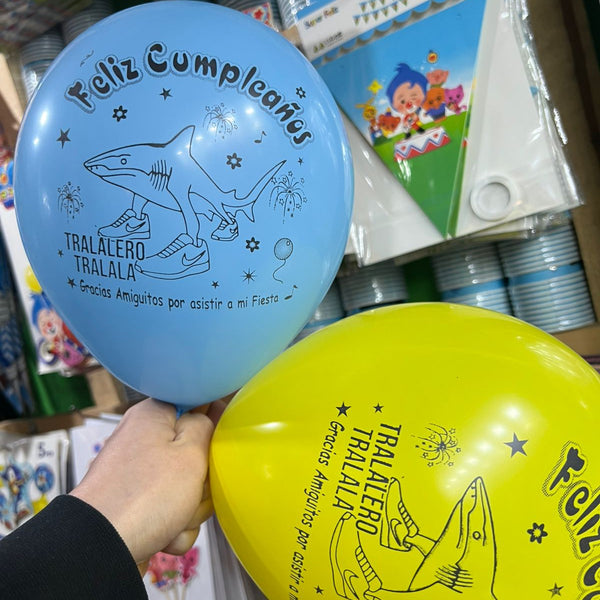 Feliz Cumpleaños
TRALALERO
TRALALA
Gracias Amiguitos por asistir a mi Fiesta
TRALALERO
TRALALA
Gracias Amiguitos por asistir a m
Feliz